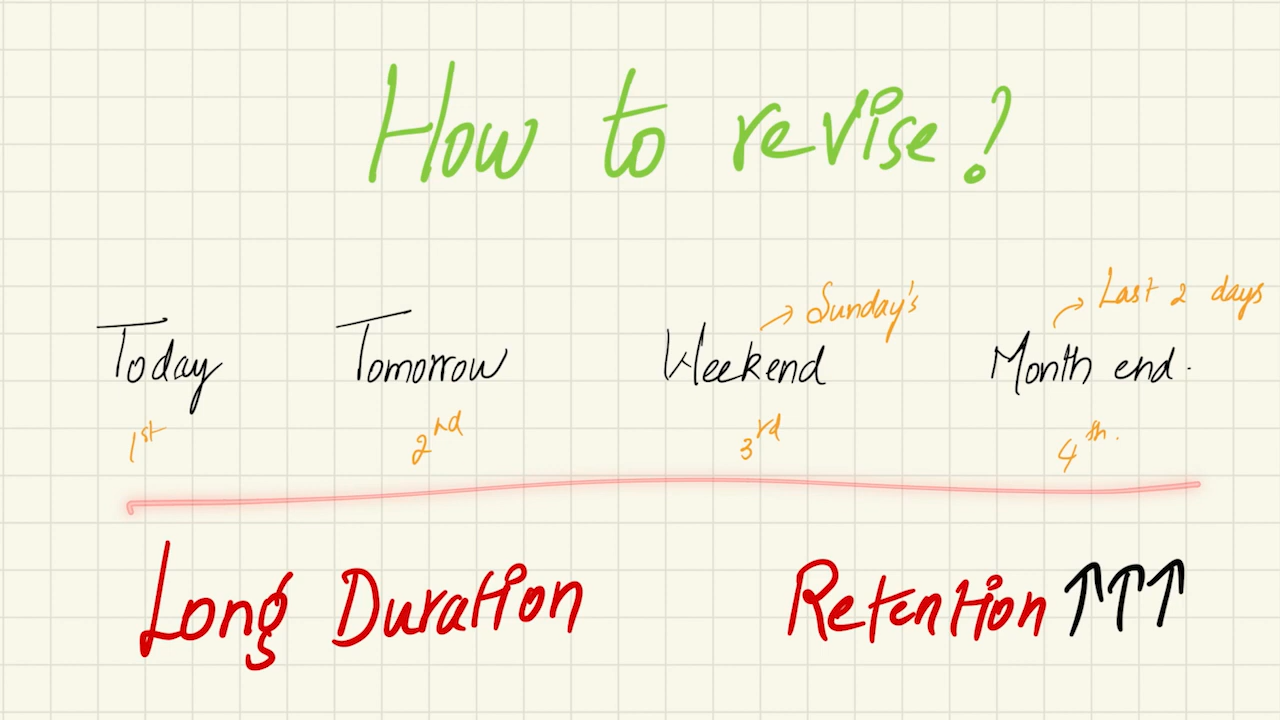 How to revise?
Sunday's
Last 2 days
Today Tomorrow Weekend Month end.
1st 2nd 3rd 4th.
Long Duration Retention ↑↑↑